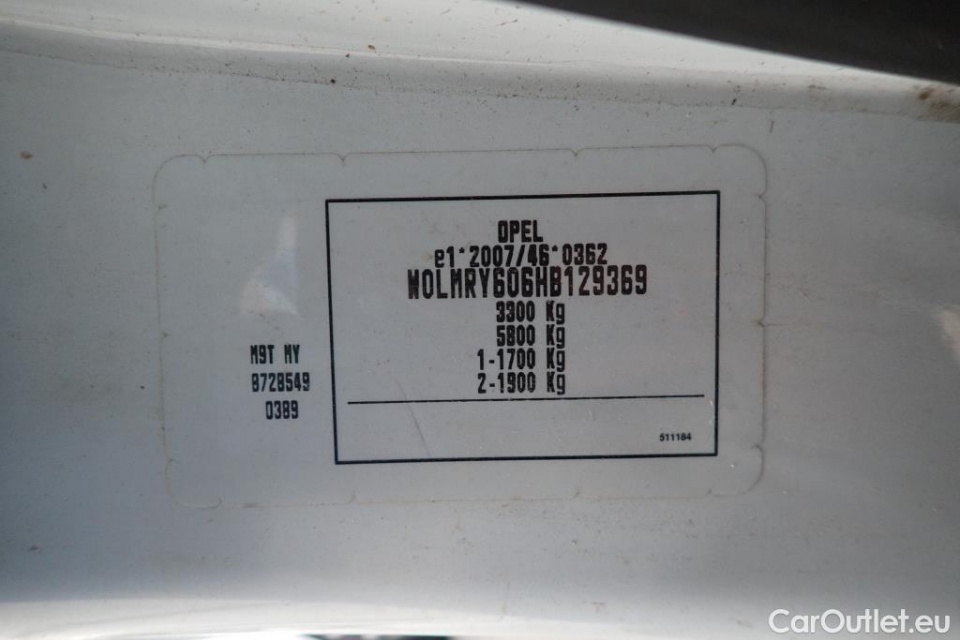 OPEL
e1*2007/46*0362
W0LMRY606HB129369
3300 Kg
5800 Kg
1-1700 Kg
2-1900 Kg
M9T MY
B728549
0389
511184
CarOutlet.eu